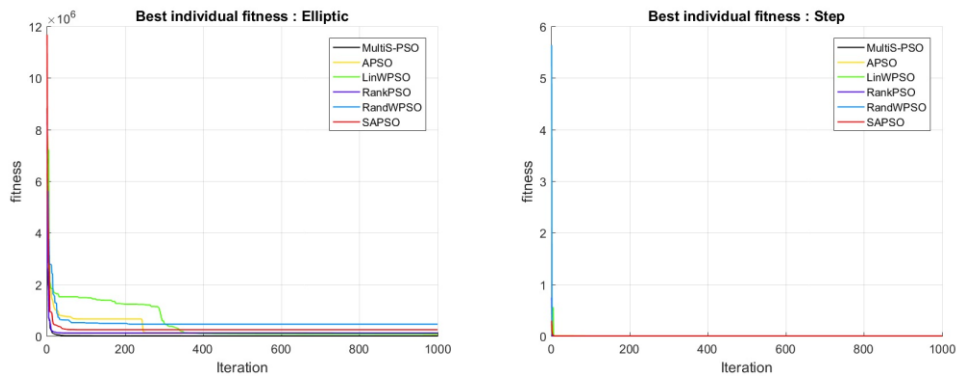 Best individual fitness : Elliptic
×10^6
12
10
8
6
4
2
0
fitness
0 200 400 600 800 1000
Iteration
MultiS-PSO
APSO
LinWPSO
RankPSO
RandWPSO
SAPSO
Best individual fitness : Step
6
5
4
3
2
1
0
fitness
0 200 400 600 800 1000
Iteration
MultiS-PSO
APSO
LinWPSO
RankPSO
RandWPSO
SAPSO